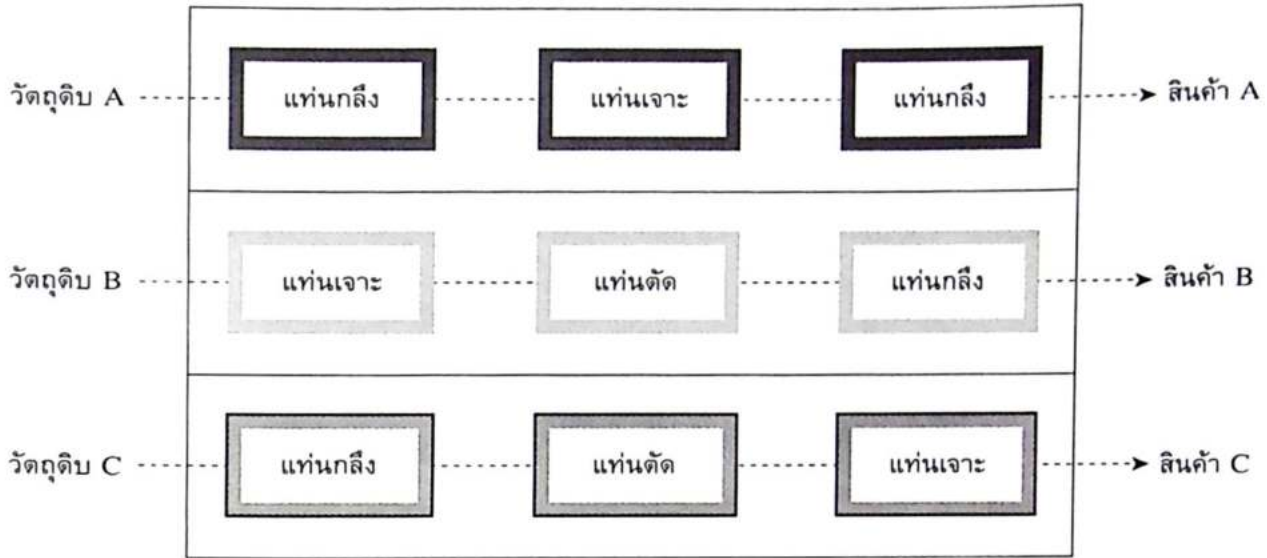 วัตถุดิบ A แท่นกลึง แท่นเจาะ แท่นกลึง สินค้า A
วัตถุดิบ B แท่นเจาะ แท่นตัด แท่นกลึง สินค้า B
วัตถุดิบ C แท่นกลึง แท่นตัด แท่นเจาะ สินค้า C